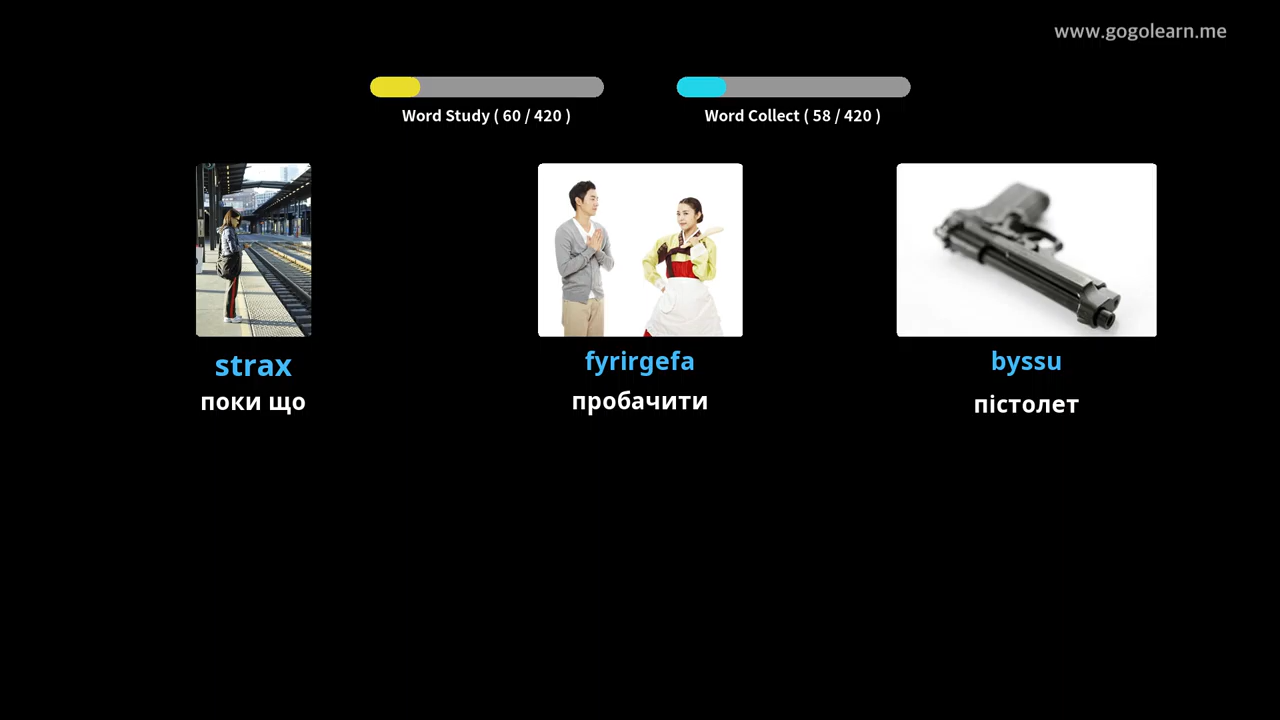 www.gogolearn.me
Word Study ( 60 / 420 )
Word Collect ( 58 / 420 )
strax
поки що
fyrirgefa
пробачити
byssu
пістолет